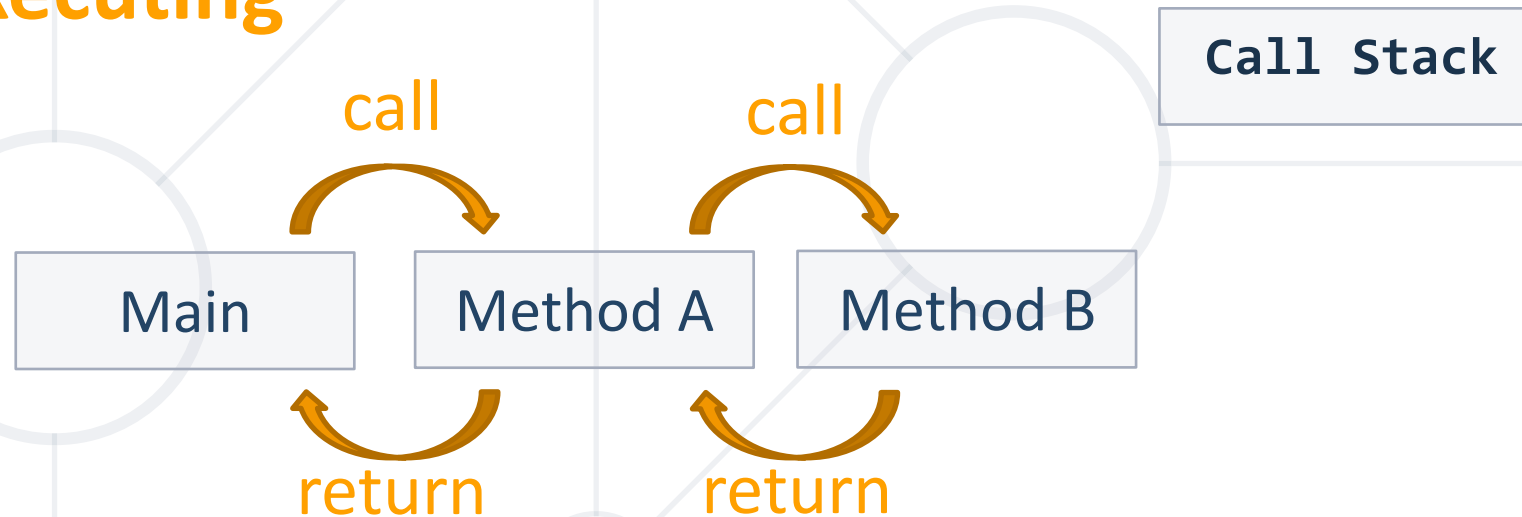 call
call
Call Stack
Main
Method A
Method B
return
return